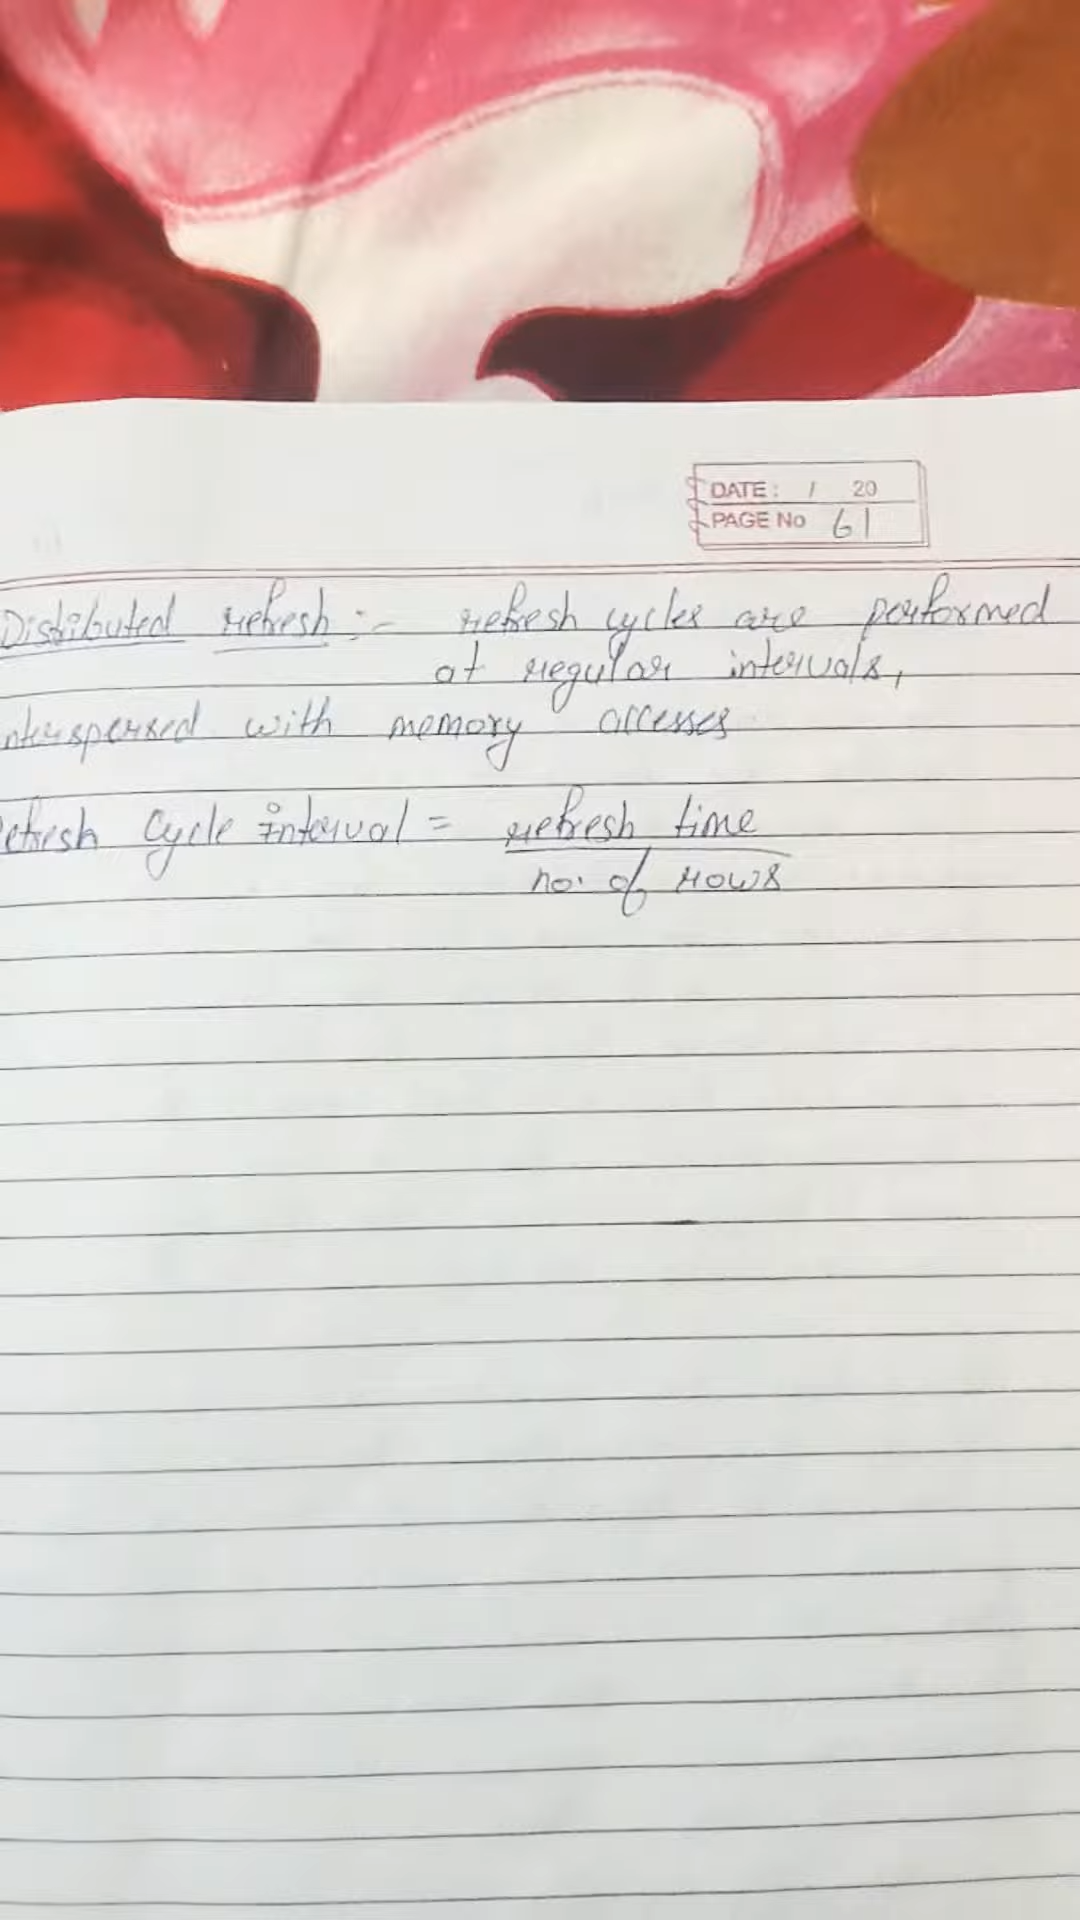 DATE: / 20
PAGE No 61
Distributed refresh :- refresh cycles are performed
at regular intervals,
nterspersed with memory accesses
efresh Cycle interval = refresh time
no. of rows